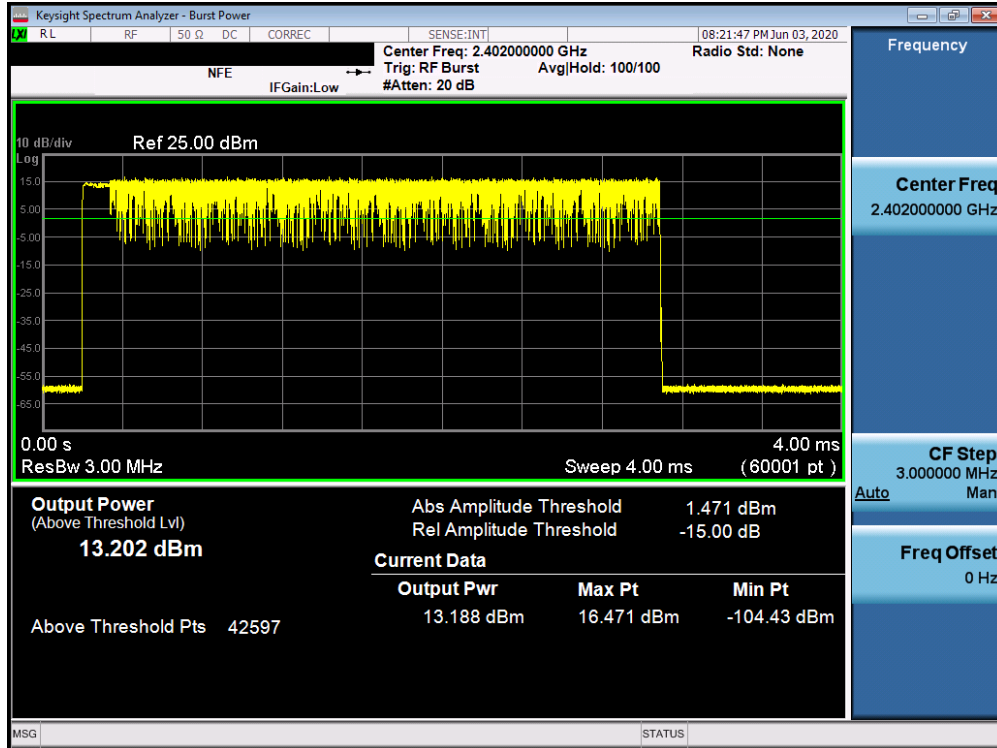 Keysight Spectrum Analyzer - Burst Power
LXI RL RF 50 Ω DC CORREC SENSE:INT 08:21:47 PM Jun 03, 2020
Center Freq: 2.402000000 GHz Radio Std: None
NFE Trig: RF Burst Avg|Hold: 100/100
IFGain:Low #Atten: 20 dB
10 dB/div Ref 25.00 dBm
Log
15.0
5.00
-5.00
-15.0
-25.0
-35.0
-45.0
-55.0
-65.0
0.00 s 4.00 ms
ResBw 3.00 MHz Sweep 4.00 ms (60001 pt )
Output Power
(Above Threshold Lvl)
13.202 dBm
Above Threshold Pts 42597
Abs Amplitude Threshold 1.471 dBm
Rel Amplitude Threshold -15.00 dB
Current Data
Output Pwr Max Pt Min Pt
13.188 dBm 16.471 dBm -104.43 dBm
Frequency
Center Freq
2.402000000 GHz
CF Step
3.000000 MHz
Auto Man
Freq Offset
0 Hz
MSG STATUS